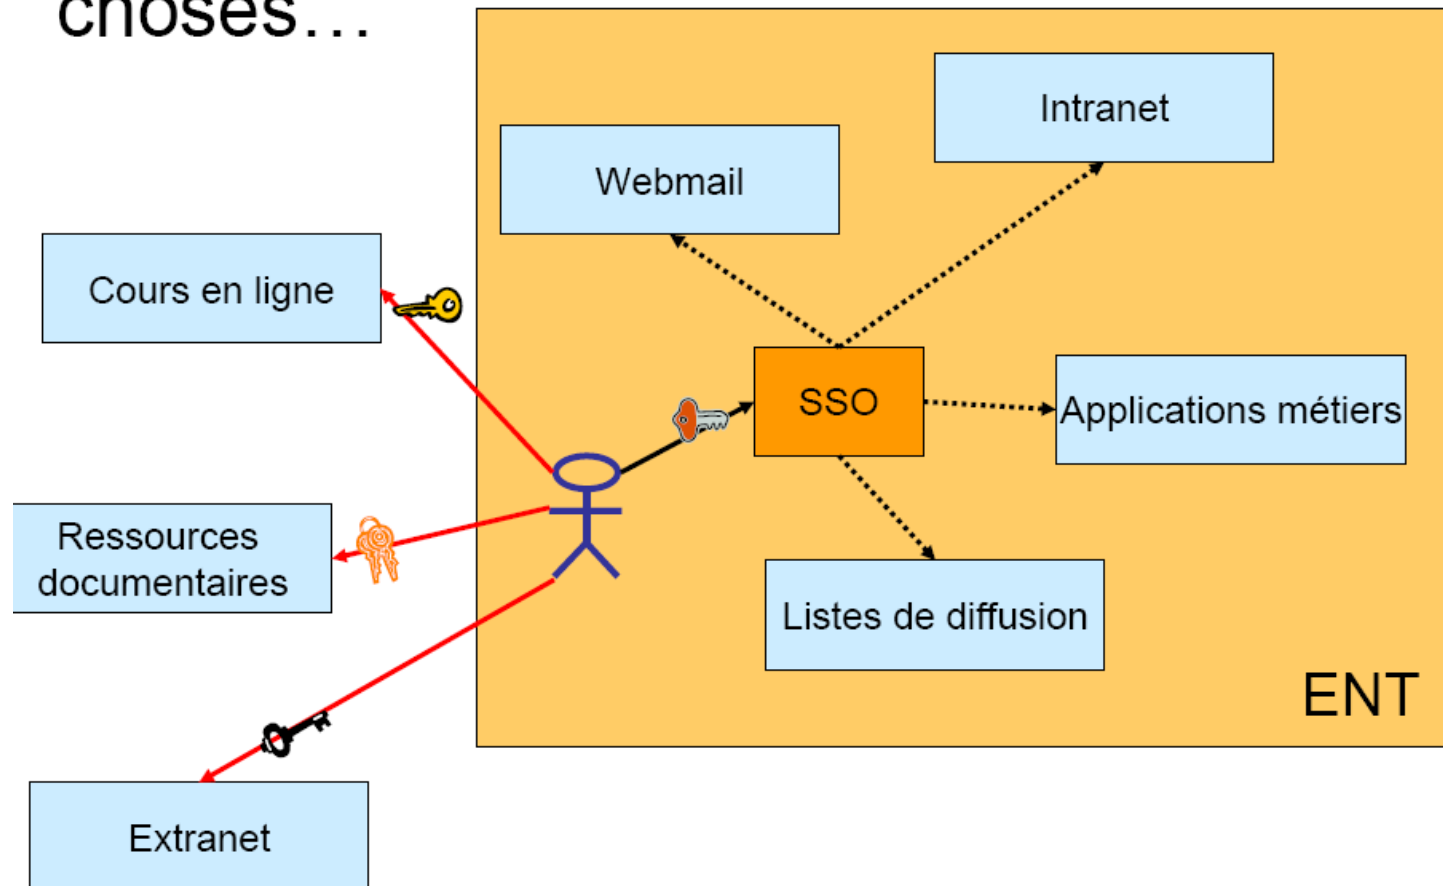 choses...
Intranet
Webmail
Cours en ligne
SSO
Applications métiers
Ressources
documentaires
Listes de diffusion
ENT
Extranet